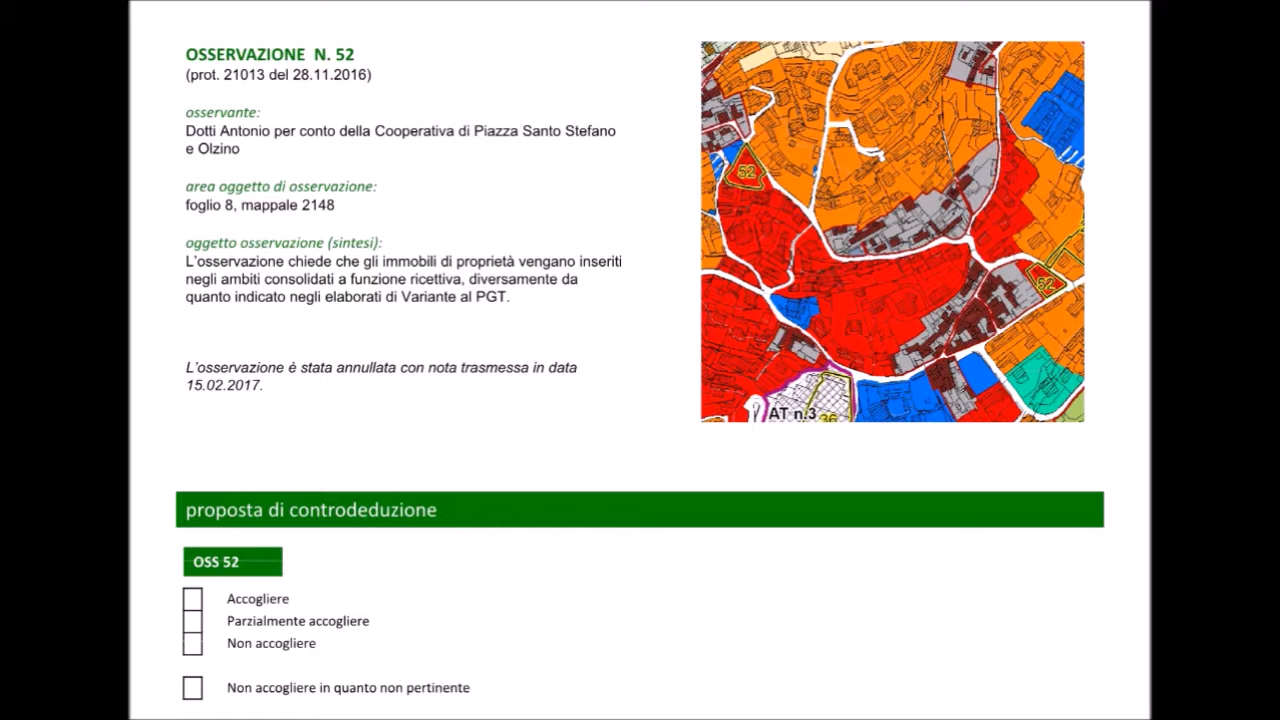 OSSERVAZIONE N. 52
(prot. 21013 del 28.11.2016)
osservante:
Dotti Antonio per conto della Cooperativa di Piazza Santo Stefano
e Olzino
area oggetto di osservazione:
foglio 8, mappale 2148
oggetto osservazione (sintesi):
L'osservazione chiede che gli immobili di proprietà vengano inseriti
negli ambiti consolidati a funzione ricettiva, diversamente da
quanto indicato negli elaborati di Variante al PGT.
L'osservazione è stata annullata con nota trasmessa in data
15.02.2017.
52
52
AT n.3
36
proposta di controdeduzione
OSS 52
Accogliere
Parzialmente accogliere
Non accogliere
Non accogliere in quanto non pertinente